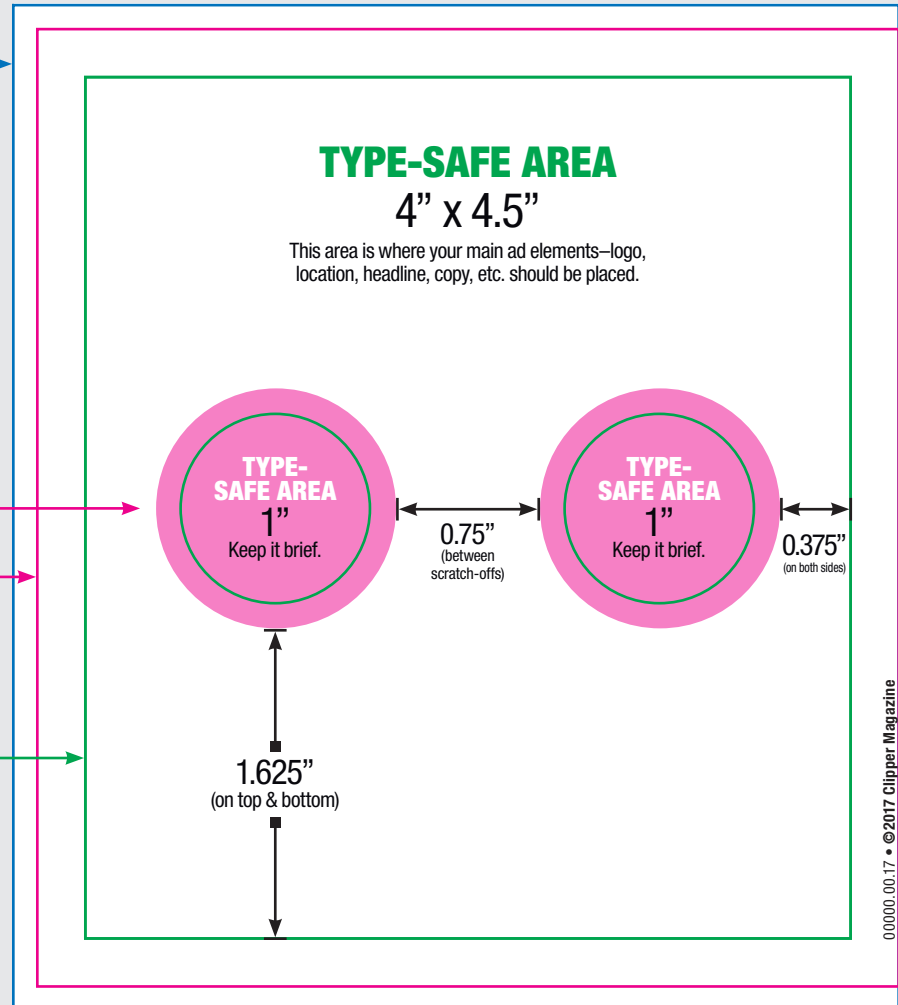 TYPE-SAFE AREA
4” x 4.5”
This area is where your main ad elements–logo,
location, headline, copy, etc. should be placed.
TYPE-
SAFE AREA
1”
Keep it brief.
0.75”
(between
scratch-offs)
TYPE-
SAFE AREA
1”
Keep it brief.
0.375”
(on both sides)
1.625”
(on top & bottom)
00000.00.17 • ©2017 Clipper Magazine